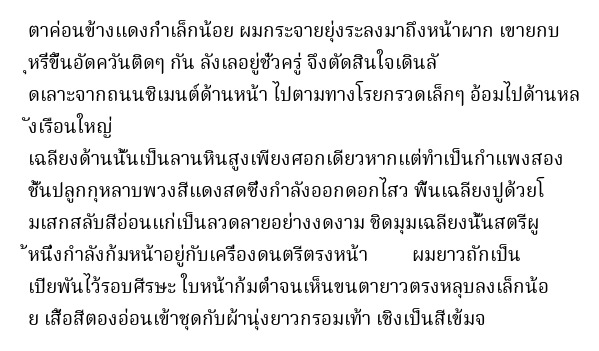 ตาค่อนข้างแดงก่ำเล็กน้อย ผมกระจายยุ่งระลงมาถึงหน้าผาก เขายกบ
ุหรี่ขึ้นอัดควันติดๆ กัน ลังเลอยู่ชั่วครู่ จึงตัดสินใจเดินลั
ดเลาะจากถนนซิเมนต์ด้านหน้า ไปตามทางโรยกรวดเล็กๆ อ้อมไปด้านหล
ังเรือนใหญ่
เฉลียงด้านนั้นเป็นลานหินสูงเพียงศอกเดียวหากแต่ทำเป็นกำแพงสอง
ชั้นปลูกกุหลาบพวงสีแดงสดซึ่งกำลังออกดอกไสว พื้นเฉลียงปูด้วยโ
มเสกสลับสีอ่อนแก่เป็นลวดลายอย่างงดงาม ชิดมุมเฉลียงนั้นสตรีผู
้หนึ่งกำลังก้มหน้าอยู่กับเครื่องดนตรีตรงหน้า ผมยาวถักเป็น
เปียพันไว้รอบศีรษะ ใบหน้าก้มต่ำจนเห็นขนตายาวตรงหลุบลงเล็กน้อ
ย เสื้อสีตองอ่อนเข้าชุดกับผ้านุ่งยาวกรอมเท้า เชิงเป็นสีเข้มจ